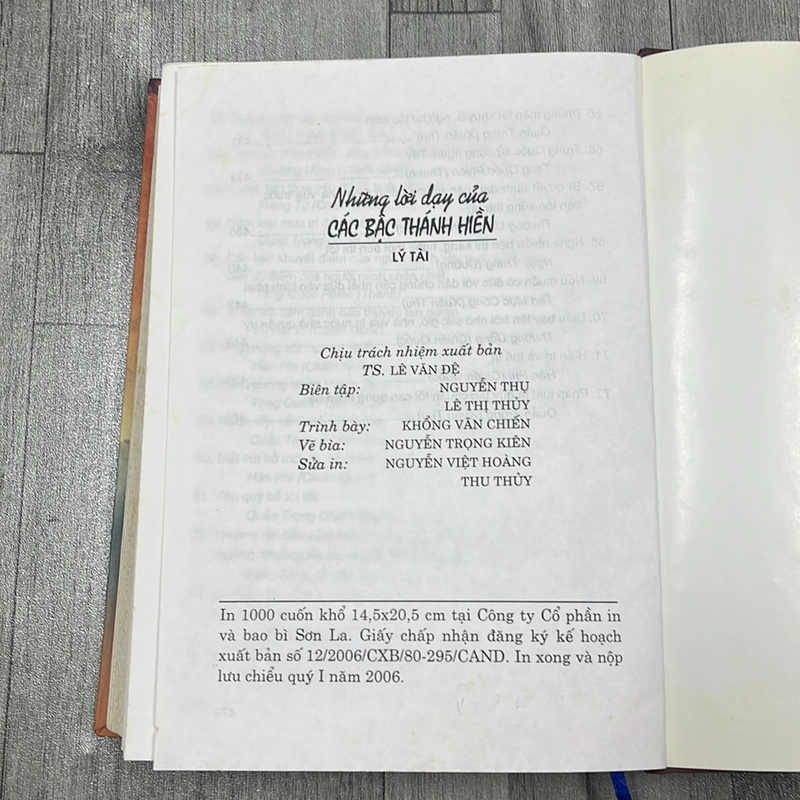 Những lời dạy của
CÁC BẬC THÁNH HIỀN
LÝ TÀI
Chịu trách nhiệm xuất bản
TS. LÊ VĂN ĐỆ
Biên tập: NGUYỄN THỤ
LÊ THỊ THỦY
Trình bày: KHỔNG VĂN CHIẾN
Vẽ bìa: NGUYỄN TRỌNG KIÊN
Sửa in: NGUYỄN VIỆT HOÀNG
THU THỦY
In 1000 cuốn khổ 14,5x20,5 cm tại Công ty Cổ phần in
và bao bì Sơn La. Giấy chấp nhận đăng ký kế hoạch
xuất bản số 12/2006/CXB/80-295/CAND. In xong và nộp
lưu chiểu quý I năm 2006.